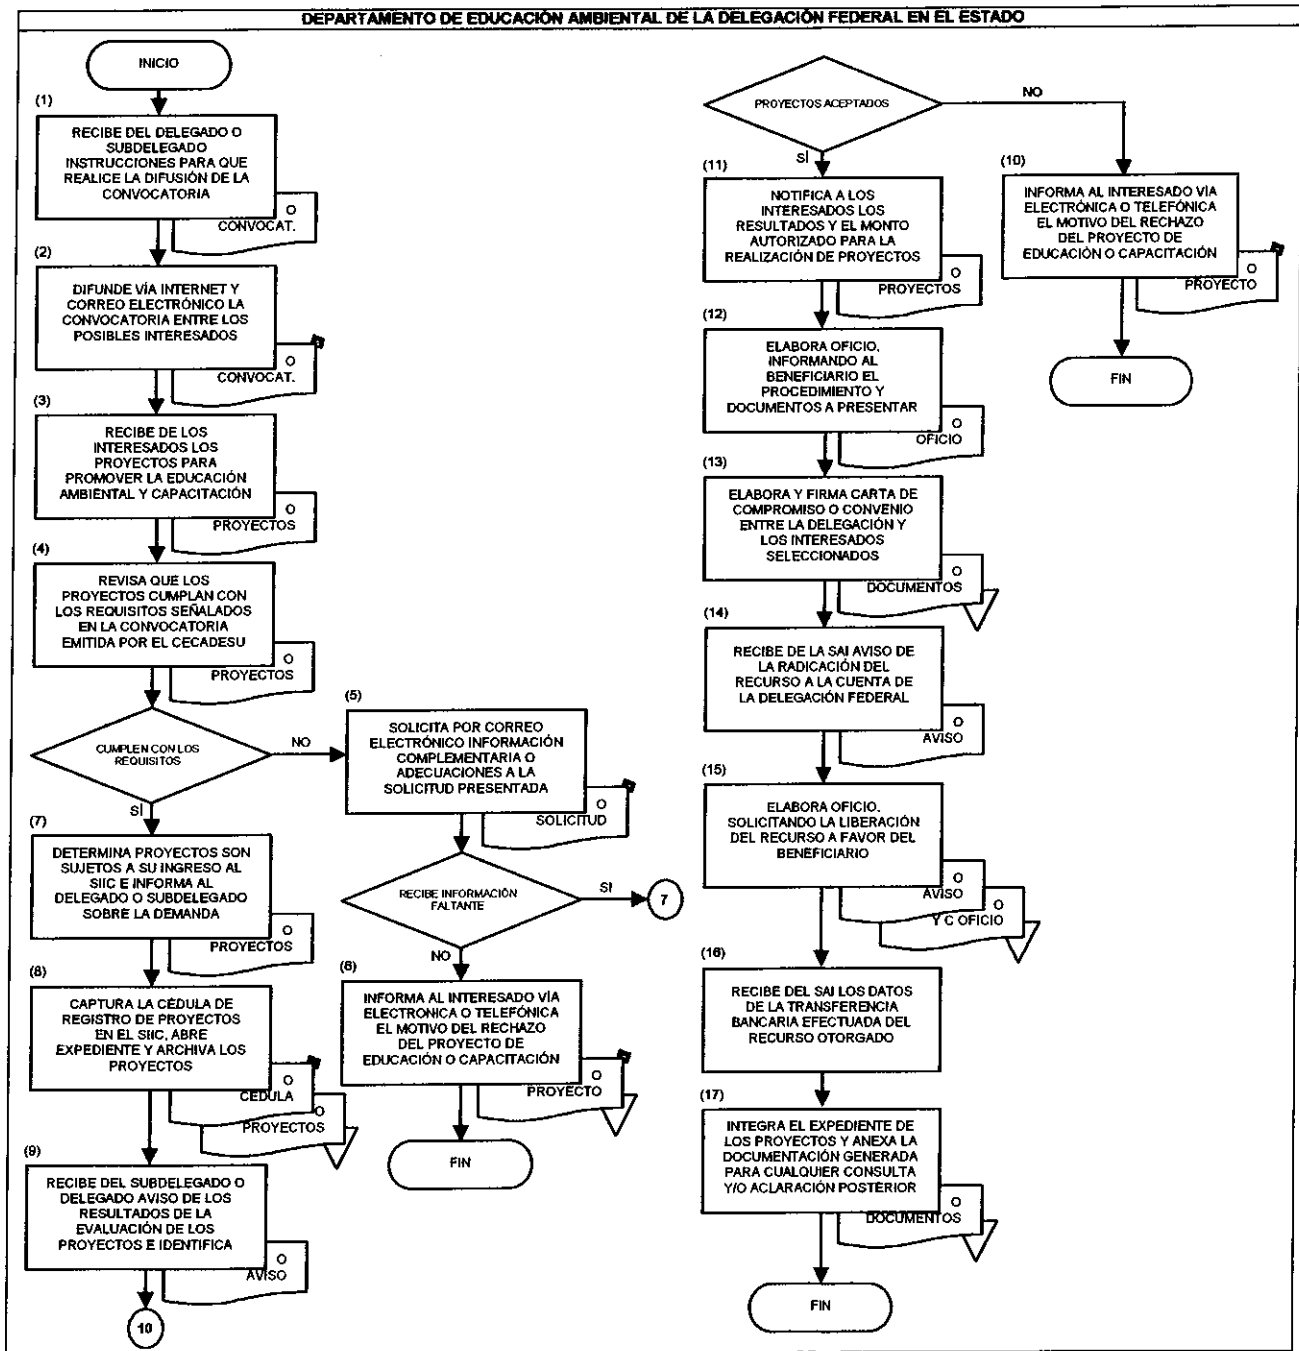 DEPARTAMENTO DE EDUCACIÓN AMBIENTAL DE LA DELEGACIÓN FEDERAL EN EL ESTADO
INICIO
(1)
RECIBE DEL DELEGADO O
SUBDELEGADO
INSTRUCCIONES PARA QUE
REALICE LA DIFUSIÓN DE LA
CONVOCATORIA
O
CONVOCAT.
(2)
DIFUNDE VÍA INTERNET Y
CORREO ELECTRÓNICO LA
CONVOCATORIA ENTRE LOS
POSIBLES INTERESADOS
O
CONVOCAT.
(3)
RECIBE DE LOS
INTERESADOS LOS
PROYECTOS PARA
PROMOVER LA EDUCACIÓN
AMBIENTAL Y CAPACITACIÓN
O
PROYECTOS
(4)
REVISA QUE LOS
PROYECTOS CUMPLAN CON
LOS REQUISITOS SEÑALADOS
EN LA CONVOCATORIA
EMITIDA POR EL CECADESU
O
PROYECTOS
CUMPLEN CON LOS
REQUISITOS
NO
SÍ
(5)
SOLICITA POR CORREO
ELECTRÓNICO INFORMACIÓN
COMPLEMENTARIA O
ADECUACIONES A LA
SOLICITUD PRESENTADA
O
SOLICITUD
RECIBE INFORMACIÓN
FALTANTE
SI
7
NO
(6)
INFORMA AL INTERESADO VÍA
ELECTRONICA O TELEFÓNICA
EL MOTIVO DEL RECHAZO
DEL PROYECTO DE
EDUCACIÓN O CAPACITACIÓN
O
PROYECTO
FIN
(7)
DETERMINA PROYECTOS SON
SUJETOS A SU INGRESO AL
SIIC E INFORMA AL
DELEGADO O SUBDELEGADO
SOBRE LA DEMANDA
O
PROYECTOS
(8)
CAPTURA LA CÉDULA DE
REGISTRO DE PROYECTOS
EN EL SIIC, ABRE
EXPEDIENTE Y ARCHIVA LOS
PROYECTOS
O
CEDULA
O
PROYECTOS
(9)
RECIBE DEL SUBDELEGADO O
DELEGADO AVISO DE LOS
RESULTADOS DE LA
EVALUACIÓN DE LOS
PROYECTOS E IDENTIFICA
O
AVISO
10
PROYECTOS ACEPTADOS
NO
SÍ
(10)
INFORMA AL INTERESADO VÍA
ELECTRÓNICA O TELEFÓNICA
EL MOTIVO DEL RECHAZO
DEL PROYECTO DE
EDUCACIÓN O CAPACITACIÓN
O
PROYECTO
FIN
(11)
NOTIFICA A LOS
INTERESADOS LOS
RESULTADOS Y EL MONTO
AUTORIZADO PARA LA
REALIZACIÓN DE PROYECTOS
O
PROYECTOS
(12)
ELABORA OFICIO,
INFORMANDO AL
BENEFICIARIO EL
PROCEDIMIENTO Y
DOCUMENTOS A PRESENTAR
O
OFICIO
(13)
ELABORA Y FIRMA CARTA DE
COMPROMISO O CONVENIO
ENTRE LA DELEGACIÓN Y
LOS INTERESADOS
SELECCIONADOS
O
DOCUMENTOS
(14)
RECIBE DE LA SAI AVISO DE
LA RADICACIÓN DEL
RECURSO A LA CUENTA DE
LA DELEGACIÓN FEDERAL
O
AVISO
(15)
ELABORA OFICIO,
SOLICITANDO LA LIBERACIÓN
DEL RECURSO A FAVOR DEL
BENEFICIARIO
O
AVISO
O
Y C OFICIO
(16)
RECIBE DEL SAI LOS DATOS
DE LA TRANSFERENCIA
BANCARIA EFECTUADA DEL
RECURSO OTORGADO
(17)
INTEGRA EL EXPEDIENTE DE
LOS PROYECTOS Y ANEXA LA
DOCUMENTACIÓN GENERADA
PARA CUALQUIER CONSULTA
Y/O ACLARACIÓN POSTERIOR
O
DOCUMENTOS
FIN